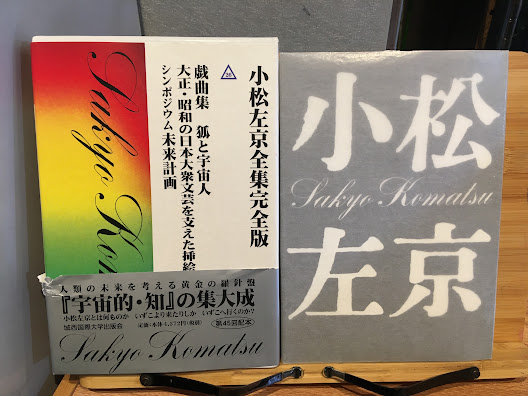 小松左京全集完全版
戯曲集 狐と宇宙人
大正・昭和の日本大衆文芸を支えた挿絵
シンポジウム未来計画
Sakyo Ko
人類の未来を考える黄金の羅針盤
『宇宙的・知』の集大成
小松左京とは何ものか いずこより来たりしか いずこへ行くのか?
城西国際大学出版会
第45回配本
Sakyo Komatsu
小松
Sakyo Komatsu
左京